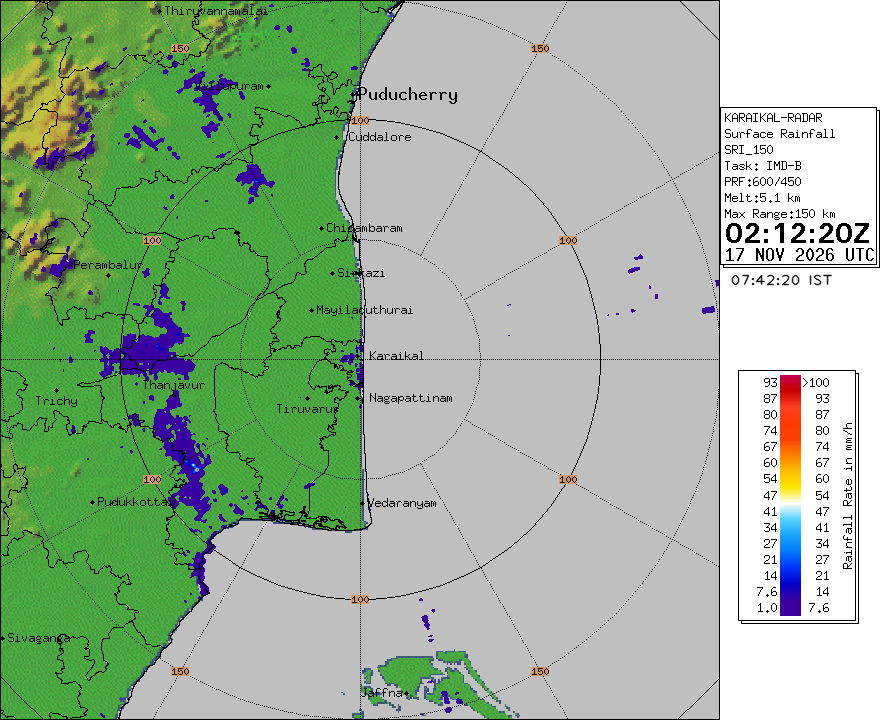 Thiruvannamalai
150
150
Villupuram
Puducherry
100
Cuddalore
KARAIKAL-RADAR
Surface Rainfall
SRI_150
Task: IMD-B
PRF:600/450
Melt:5.1 km
Max Range:150 km
02:12:20Z
17 NOV 2026 UTC
07:42:20 IST
Chidambaram
100
100
Perambalur
Sirkazi
Mayiladuthurai
Karaikal
Thanjavur
Trichy
Tiruvarur
Nagapattinam
100
100
Pudukkottai
Vedaranyam
100
Sivaganga
150
150
Jaffna
93 >100
87 93
80 87
74 80
67 74
60 67
54 60
47 54
41 47
34 41
27 34
21 27
14 21
7.6 14
1.0 7.6
Rainfall Rate in mm/h